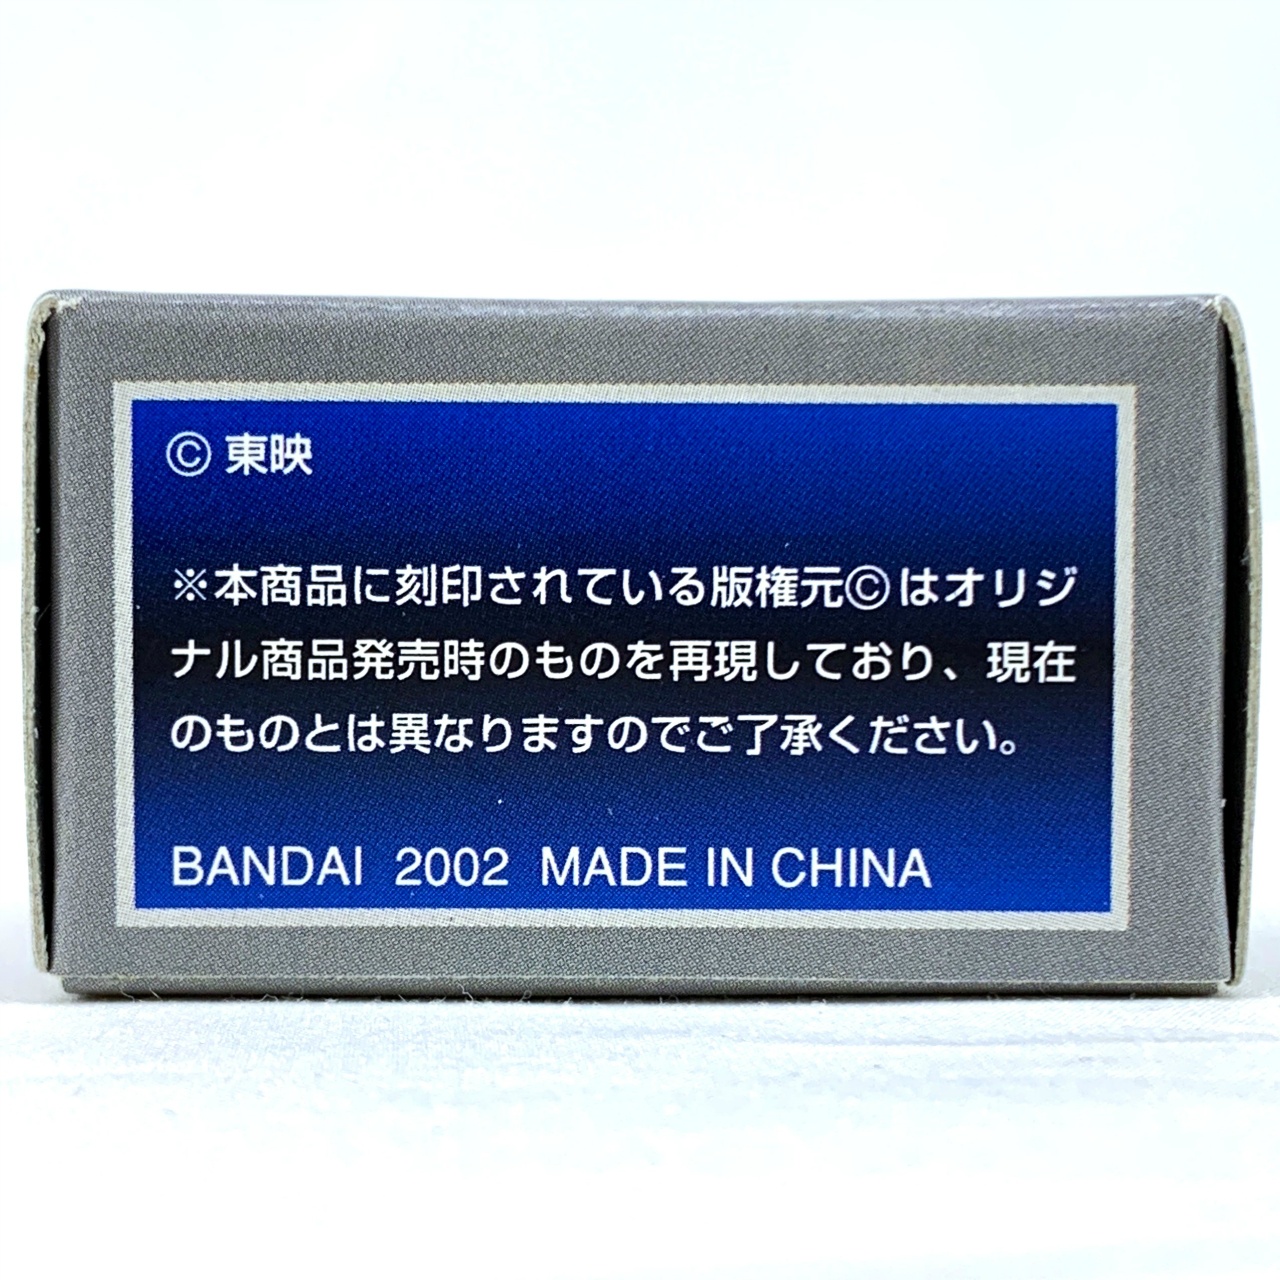 © 東映
※本商品に刻印されている版権元©はオリジ
ナル商品発売時のものを再現しており、現在
のものとは異なりますのでご了承ください。
BANDAI 2002 MADE IN CHINA